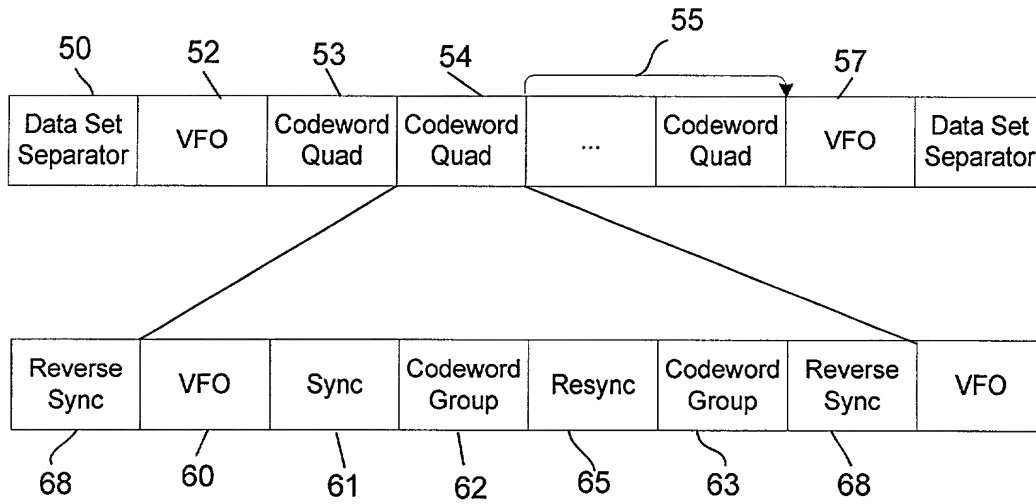 50
52
53
54
55
57
Data Set
Separator
VFO
Codeword
Quad
Codeword
Quad
...
Codeword
Quad
VFO
Data Set
Separator
Reverse
Sync
VFO
Sync
Codeword
Group
Resync
Codeword
Group
Reverse
Sync
VFO
68
60
61
62
65
63
68